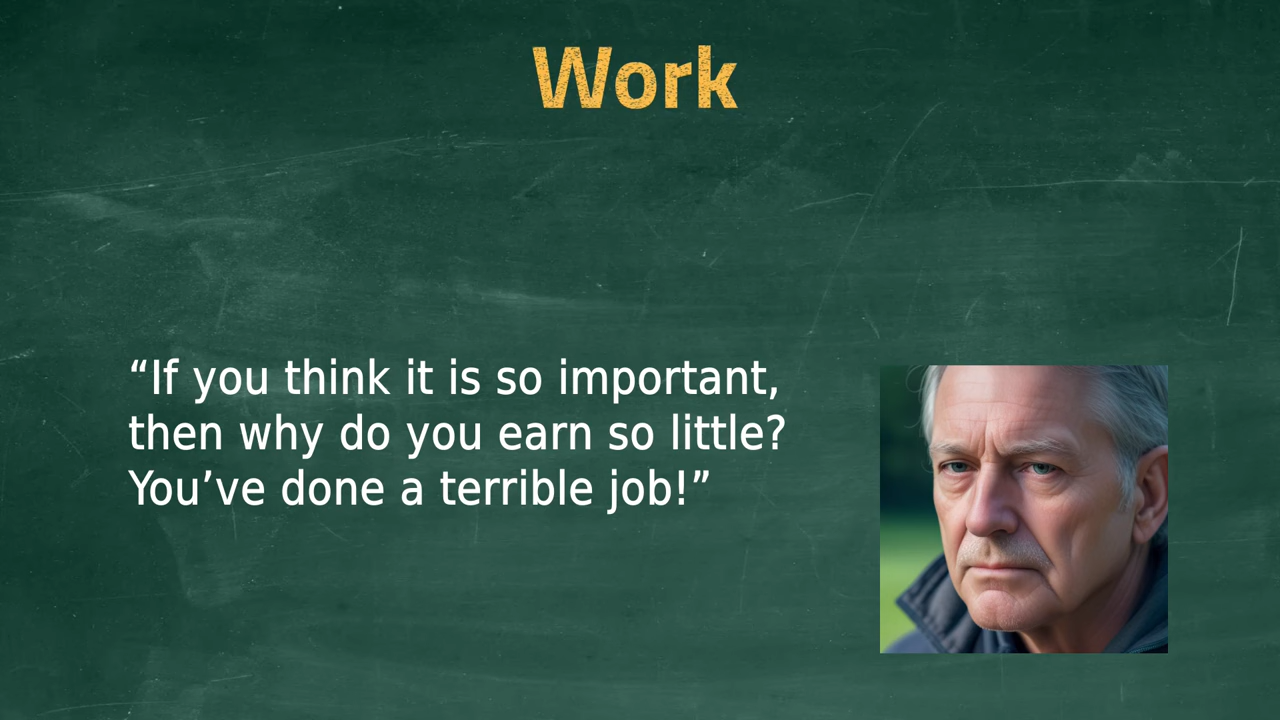 Work
“If you think it is so important,
then why do you earn so little?
You’ve done a terrible job!”